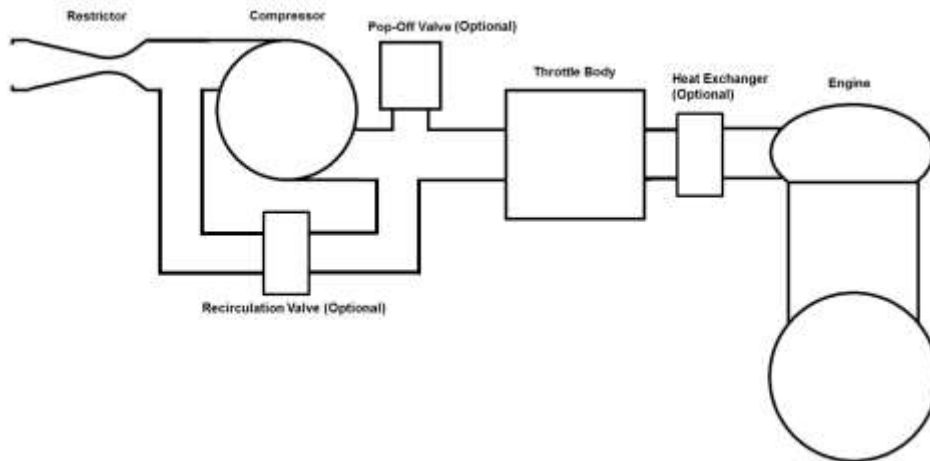 Restrictor
Compressor
Pop-Off Valve (Optional)
Throttle Body
Heat Exchanger
(Optional)
Engine
Recirculation Valve (Optional)